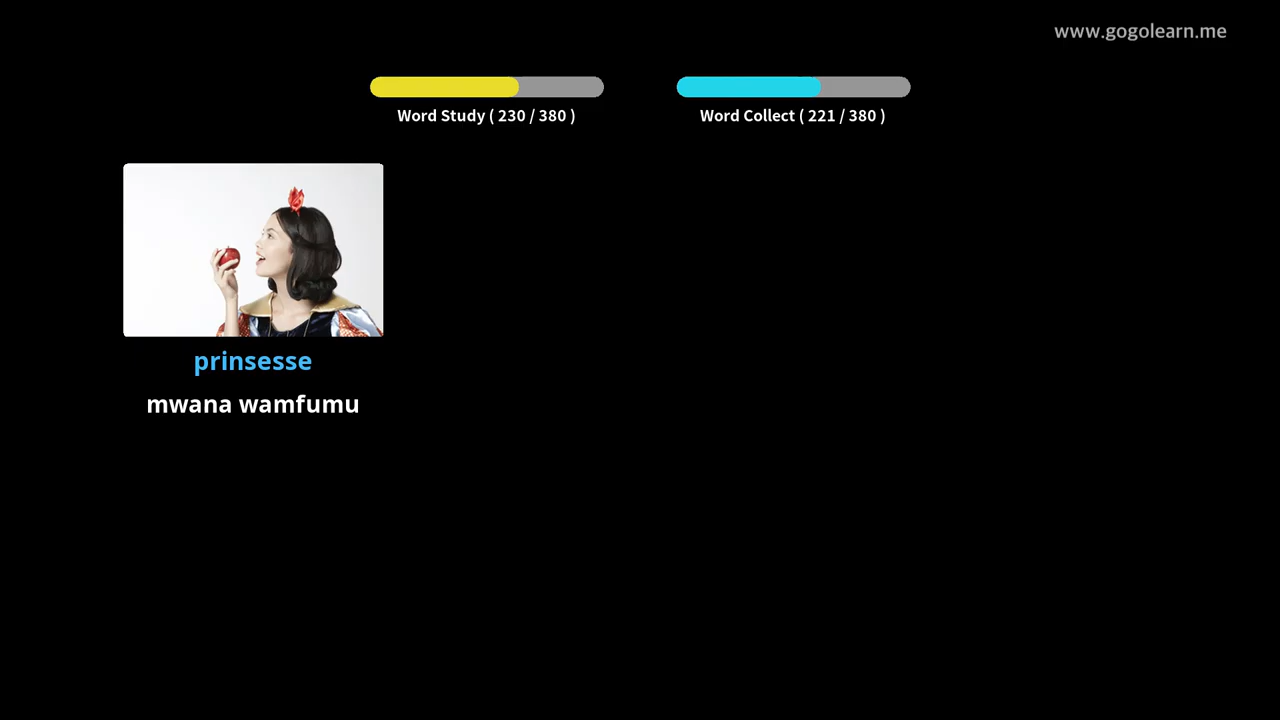 www.gogolearn.me
Word Study ( 230 / 380 )
Word Collect ( 221 / 380 )
prinsesse
mwana wamfumu